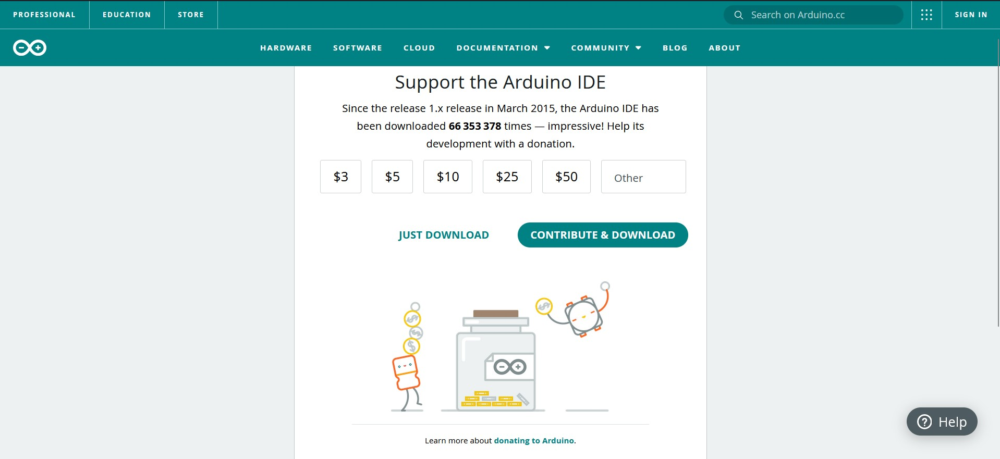 PROFESSIONAL
EDUCATION
STORE
Search on Arduino.cc
SIGN IN
HARDWARE
SOFTWARE
CLOUD
DOCUMENTATION
COMMUNITY
BLOG
ABOUT
Support the Arduino IDE
Since the release 1.x release in March 2015, the Arduino IDE has
been downloaded 66 353 378 times — impressive! Help its
development with a donation.
$3
$5
$10
$25
$50
Other
JUST DOWNLOAD
CONTRIBUTE & DOWNLOAD
$
$
$
$
Learn more about donating to Arduino.
Help